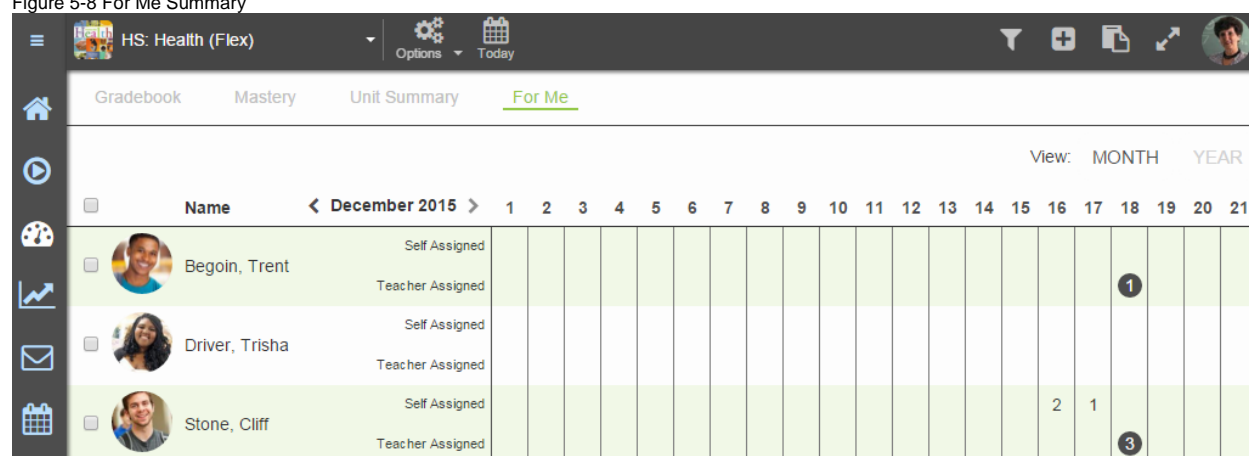 Figure 5-8 For Me Summary
Health HS: Health (Flex) Options Today
Gradebook Mastery Unit Summary For Me
View: MONTH YEAR
Name December 2015 1 2 3 4 5 6 7 8 9 10 11 12 13 14 15 16 17 18 19 20 21
Self Assigned
Begoin, Trent
Teacher Assigned 1
Self Assigned
Driver, Trisha
Teacher Assigned
Self Assigned 2 1
Stone, Cliff
Teacher Assigned 3